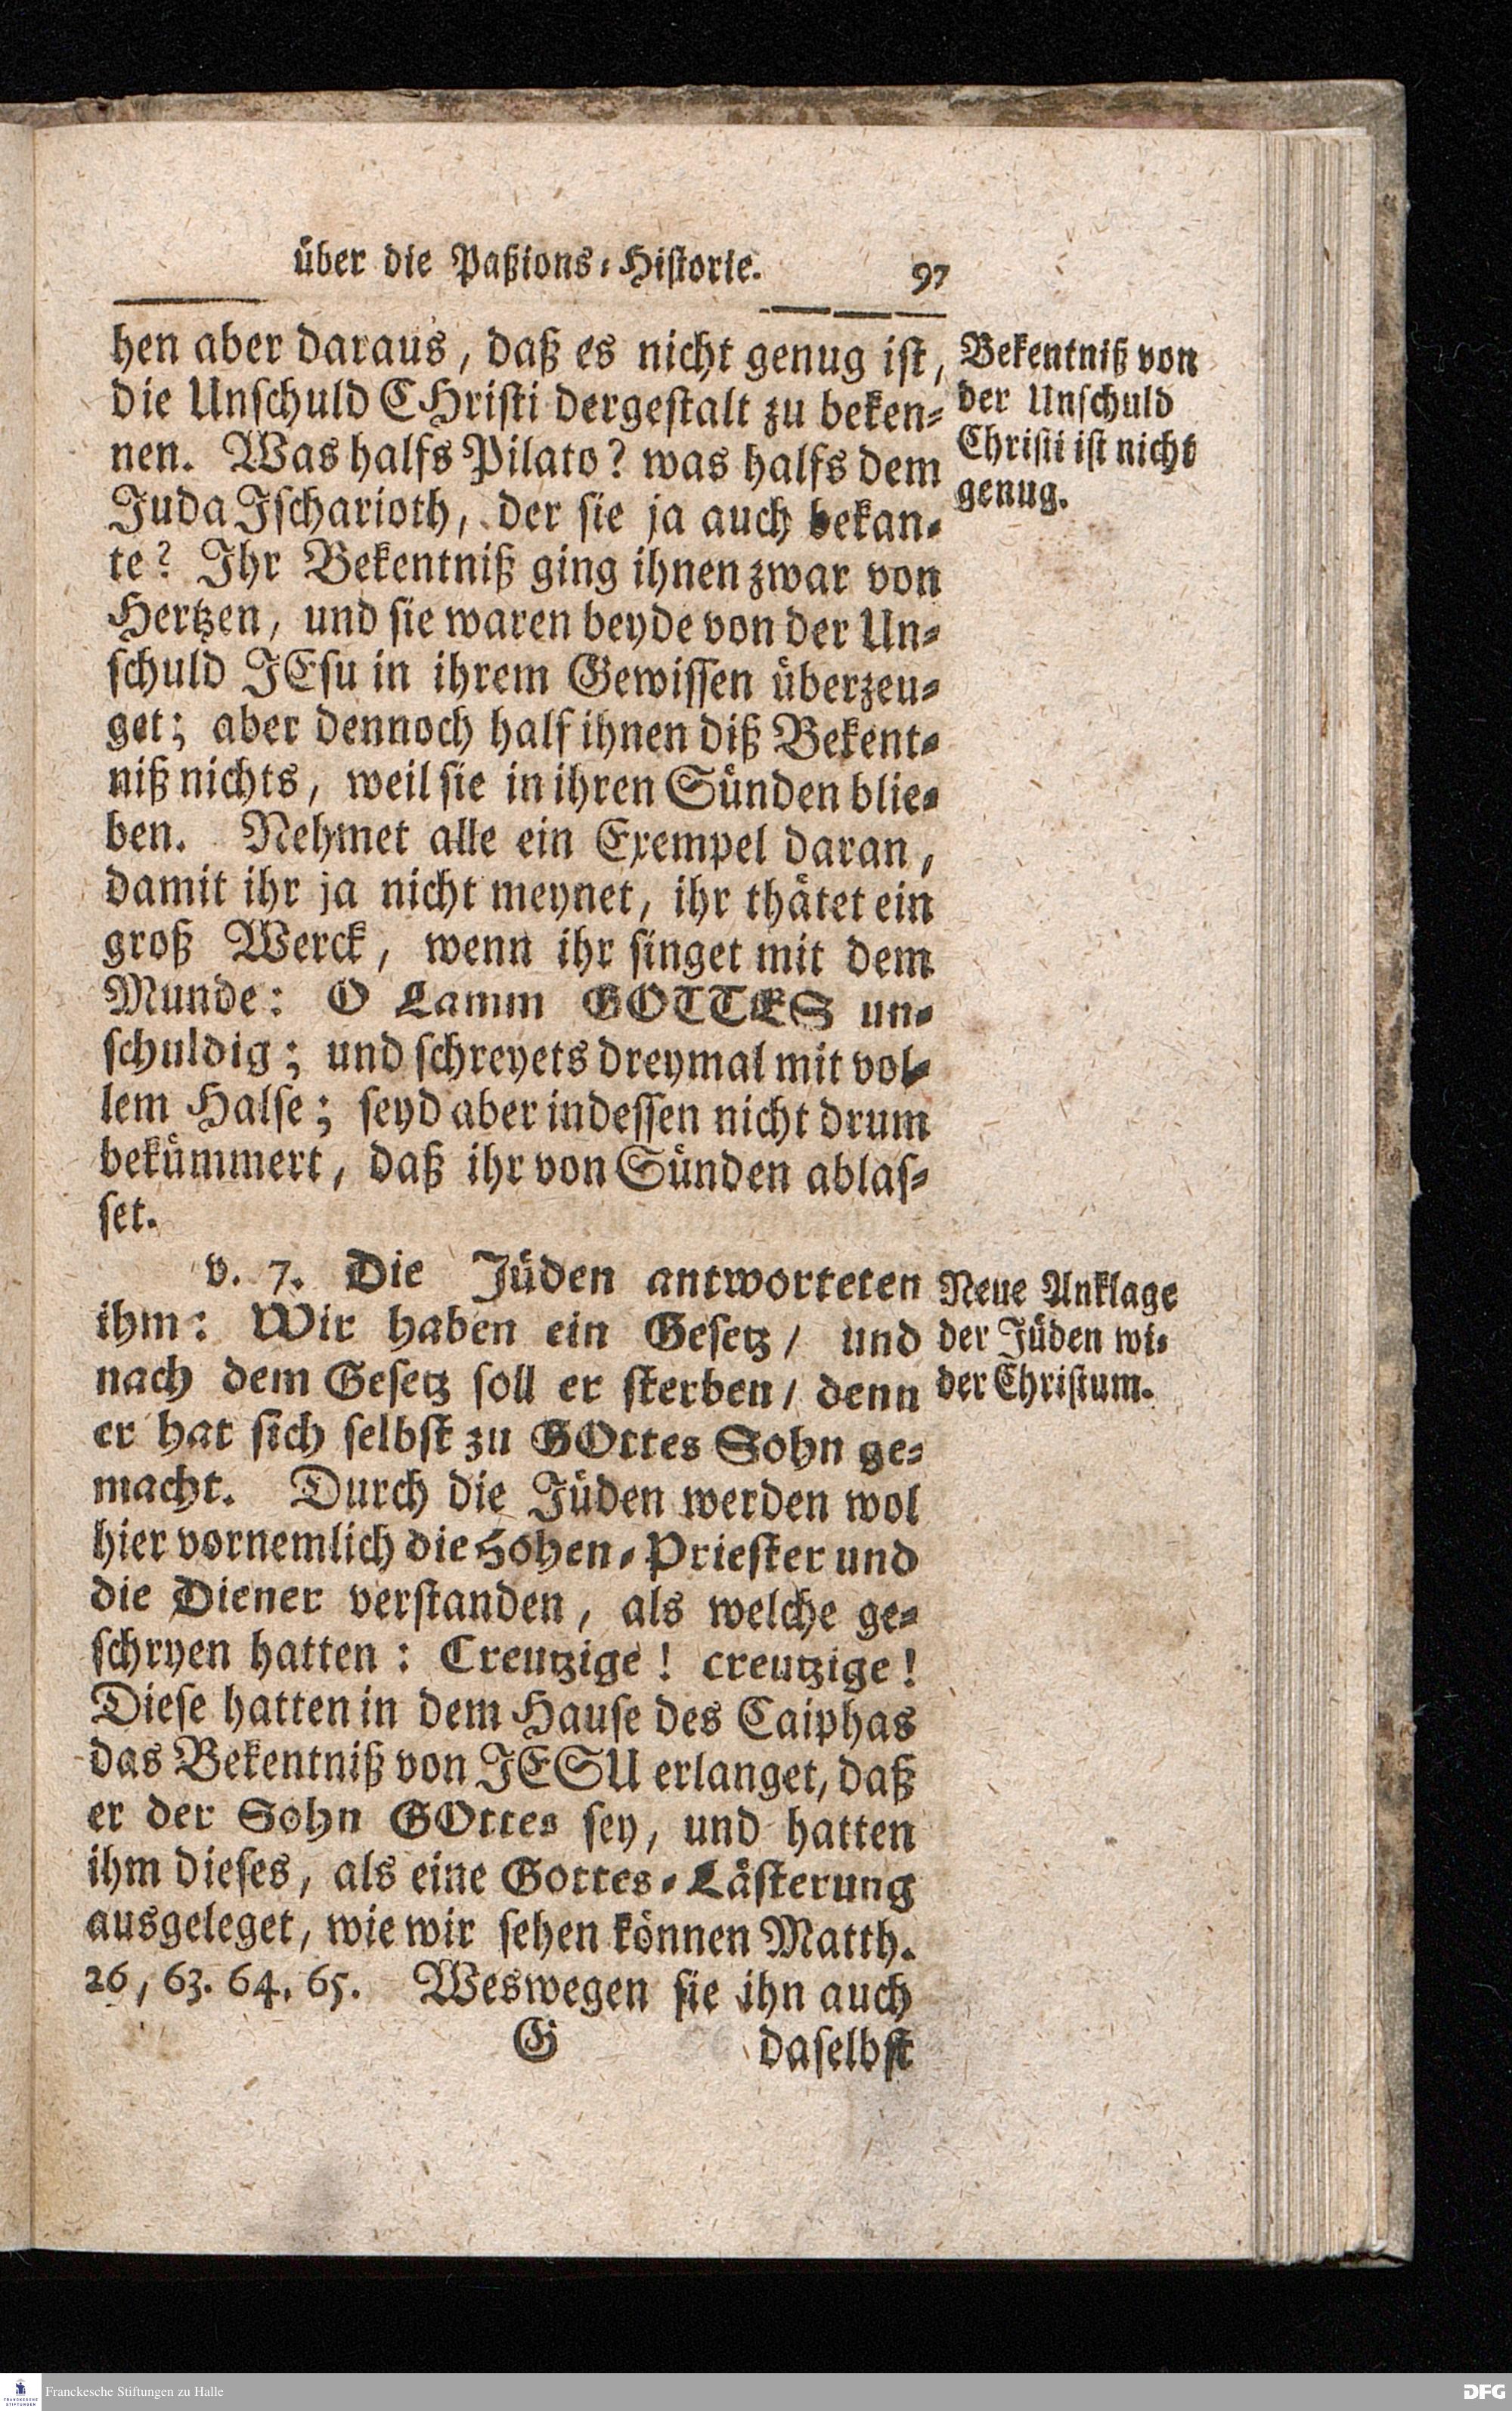 über die Paßions-Historie. 97
hen aber daraus, daß es nicht genug ist,
die Unschuld CHristi dergestalt zu beken-
nen. Was halfs Pilato? was halfs dem
Juda Ischarioth, der sie ja auch bekan-
te? Ihr Bekentniß ging ihnen zwar von
Hertzen, und sie waren beyde von der Un-
schuld JEsu in ihrem Gewissen überzeu-
get; aber dennoch half ihnen diß Bekent-
niß nichts, weil sie in ihren Sünden blie-
ben. Nehmet alle ein Exempel daran,
damit ihr ja nicht meynet, ihr thätet ein
groß Werck, wenn ihr singet mit dem
Munde: O Lamm GOTTES un-
schuldig; und schreyets dreymal mit vol-
lem Halse; seyd aber indessen nicht drum
bekümmert, daß ihr von Sünden ablas-
set.
Bekentniß von
der Unschuld
Christi ist nicht
genug.
v. 7. Die Jüden antworteten
ihm: Wir haben ein Gesetz / und
nach dem Gesetz soll er sterben / denn
er hat sich selbst zu GOttes Sohn ge-
macht. Durch die Jüden werden wol
hier vornemlich die Hohen-Priester und
die Diener verstanden, als welche ge-
schryen hatten: Creutzige! creutzige!
Diese hatten in dem Hause des Caiphas
das Bekentniß von JESU erlanget, daß
er der Sohn GOttes sey, und hatten
ihm dieses, als eine Gottes-Lästerung
ausgeleget, wie wir sehen können Matth.
26, 63. 64. 65. Weswegen sie ihn auch
Neue Anklage
der Jüden wi-
der Christum.
G daselbst
FRANCKESCHE
STIFTUNGEN
Franckesche Stiftungen zu Halle
DFG